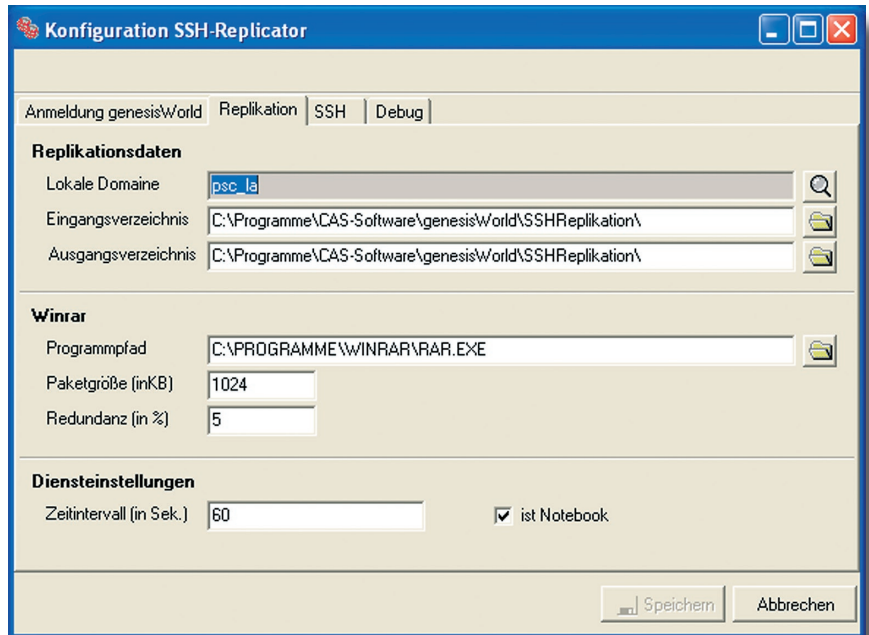 Konfiguration SSH-Replicator
Anmeldung genesisWorld Replikation SSH Debug
Replikationsdaten
Lokale Domaine psc_la
Eingangsverzeichnis C:\Programme\CAS-Software\genesisWorld\SSHReplikation\
Ausgangsverzeichnis C:\Programme\CAS-Software\genesisWorld\SSHReplikation\
Winrar
Programmpfad C:\PROGRAMME\WINRAR\RAR.EXE
Paketgröße (inKB) 1024
Redundanz (in %) 5
Diensteinstellungen
Zeitintervall (in Sek.) 60 ist Notebook
Speichern Abbrechen